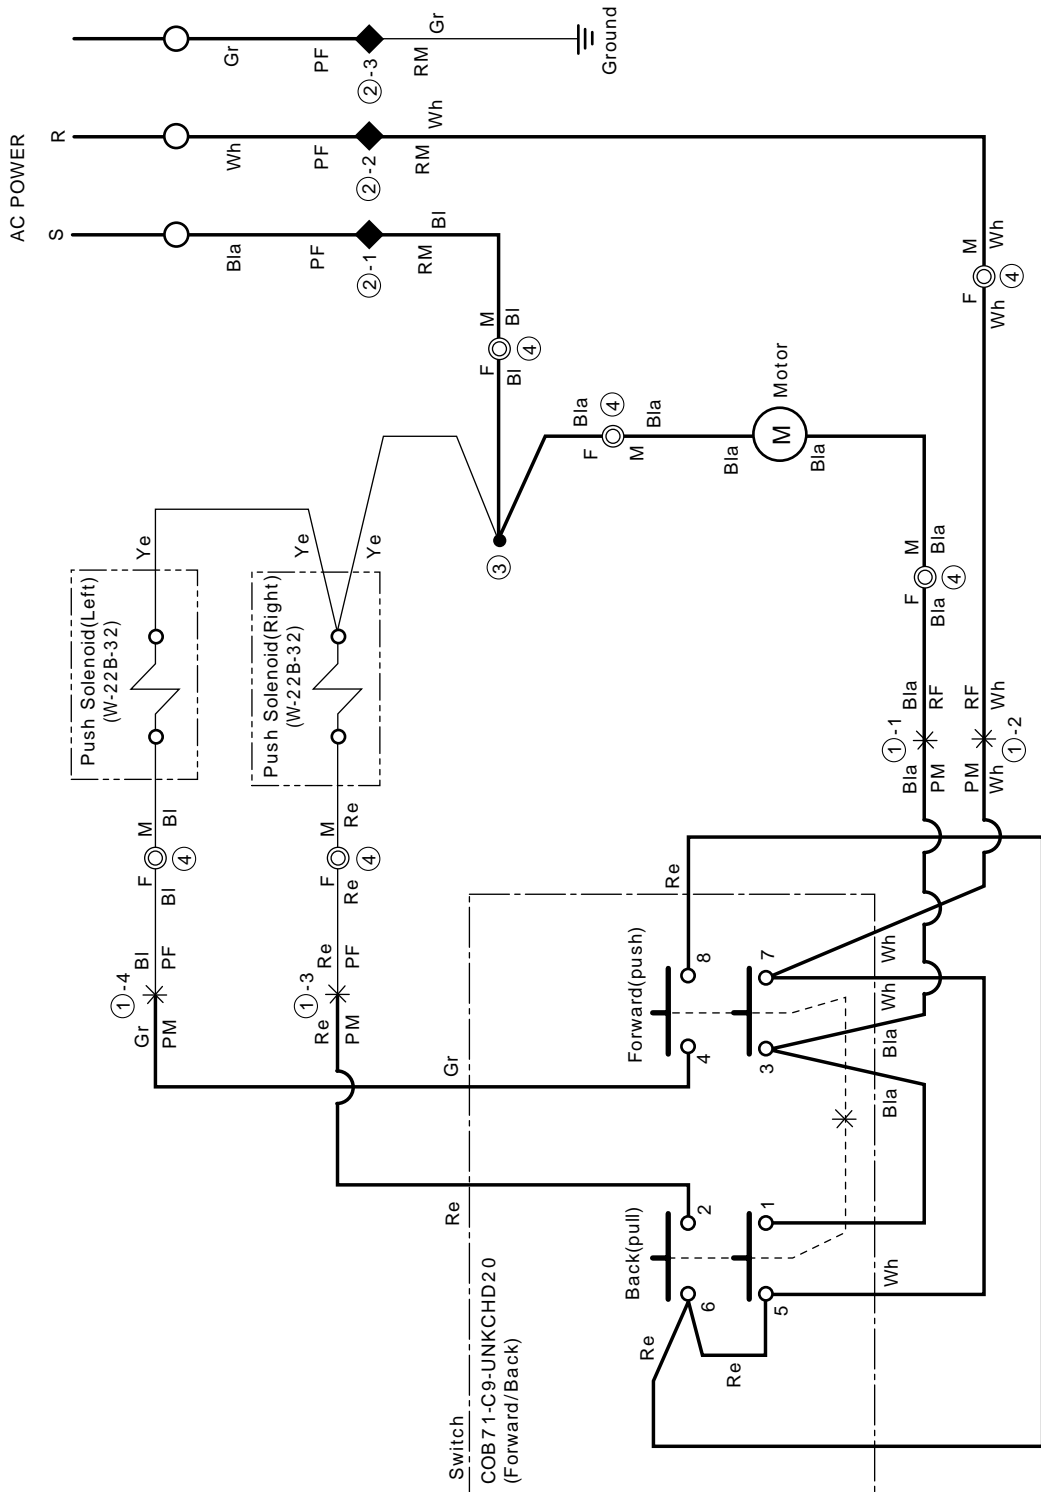 AC POWER
S
R
Bla
Wh
Gr
PF
PF
PF
2-1
2-2
2-3
RM
RM
RM
Bl
Wh
Gr
Ground
M
Bl
F
Bl
4
M
Wh
F
Wh
4
Push Solenoid(Left)
(W-22B-32)
Ye
Push Solenoid(Right)
(W-22B-32)
Ye
Ye
3
Bla
F
4
M
Bla
Bla
M
Motor
Bla
M
Bla
F
Bla
4
M
Bl
F
Bl
4
M
Re
F
Re
4
1-4
Bl
PF
Gr
PM
1-3
Re
PF
Re
PM
1-1
Bla
RF
Bla
PM
1-2
RF
Wh
PM
Wh
Gr
Re
Re
Switch
COB71-C9-UNKCHD20
(Forward/Back)
Forward(push)
8
4
7
3
Wh
Wh
Bla
Bla
Back(pull)
2
6
1
5
Wh
Re
Re